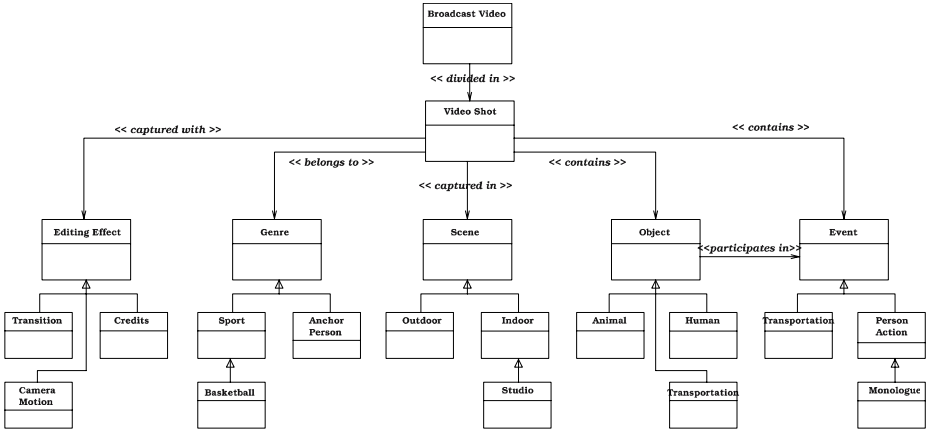 Broadcast Video
<< divided in >>
Video Shot
<< captured with >>
<< contains >>
<< belongs to >>
<< contains >>
<< captured in >>
Editing Effect
Genre
Scene
Object
Event
<<participates in>>
Transition
Credits
Sport
Anchor
Person
Outdoor
Indoor
Animal
Human
Transportation
Person
Action
Camera
Motion
Basketball
Studio
Transportation
Monologue